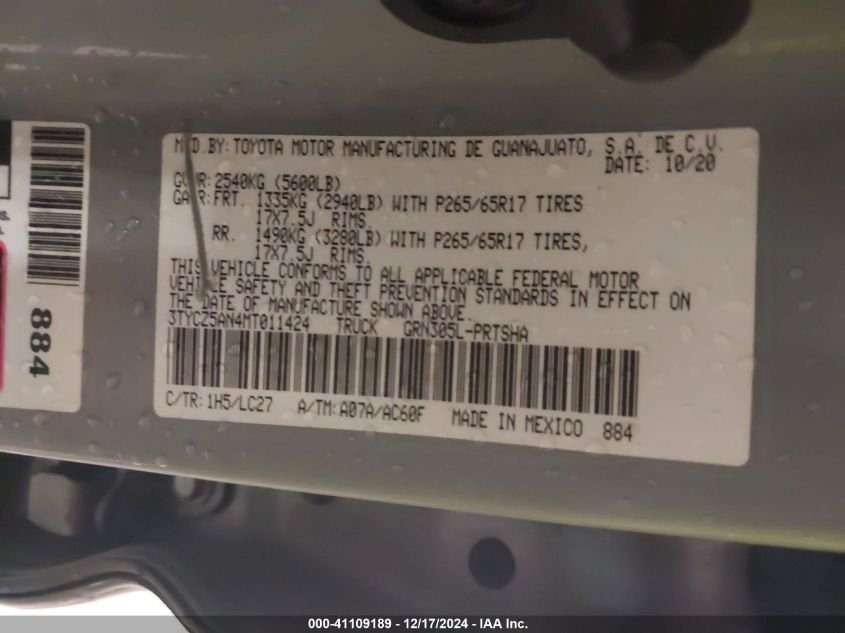 MFD.BY: TOYOTA MOTOR MANUFACTURING DE GUANAJUATO, S.A. DE C.V.
DATE: 10/20
GVWR: 2540KG (5600LB)
GAWR: FRT. 1335KG (2940LB) WITH P265/65R17 TIRES
17X7.5J RIMS,
RR. 1490KG (3280LB) WITH P265/65R17 TIRES,
17X7.5J RIMS.
THIS VEHICLE CONFORMS TO ALL APPLICABLE FEDERAL MOTOR
VEHICLE SAFETY AND THEFT PREVENTION STANDARDS IN EFFECT ON
THE DATE OF MANUFACTURE SHOWN ABOVE.
3TYCZ5AN4MT011424 TRUCK GRN305L-PRTSHA
C/TR: 1H5/LC27 A/TM: A07A/AC60F MADE IN MEXICO 884
884
000-41109189 - 12/17/2024 - IAA Inc.